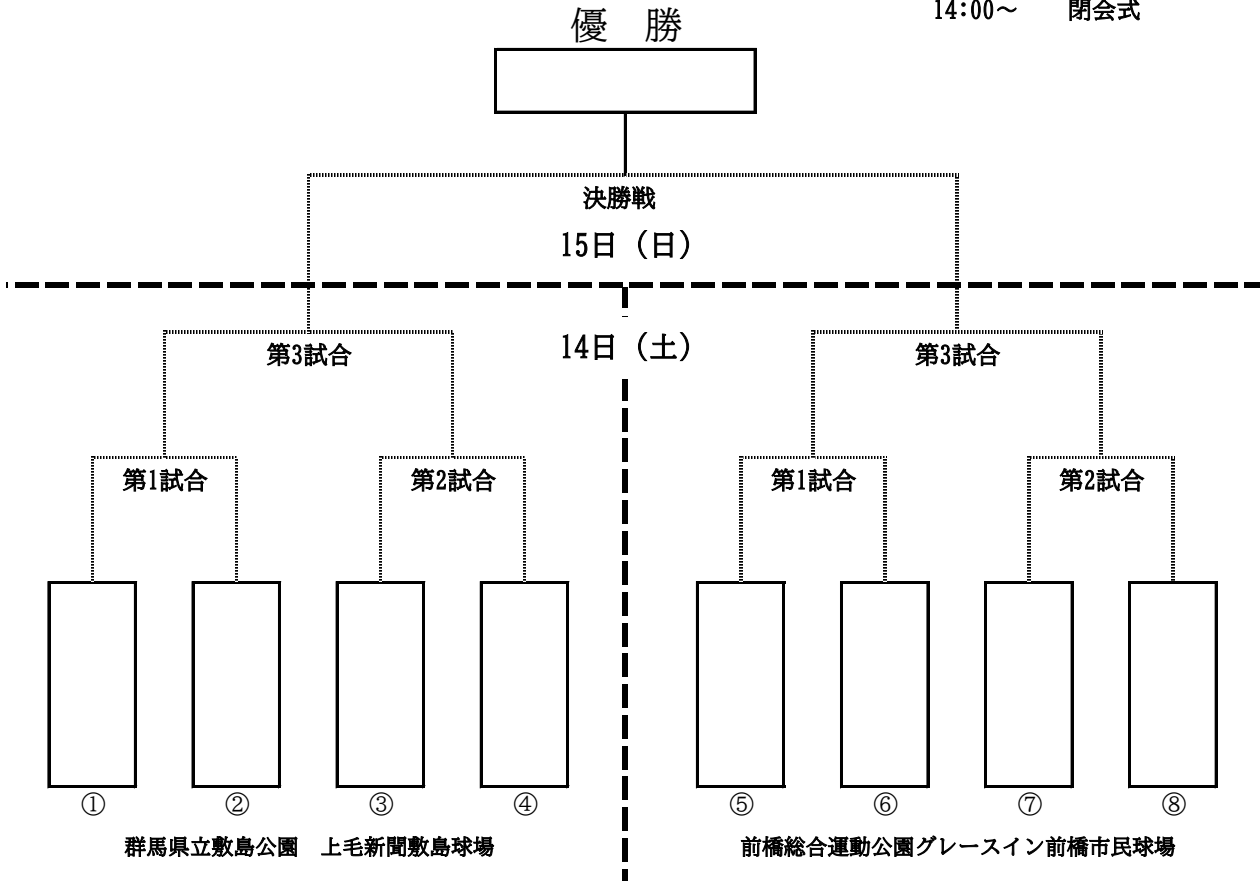 14:00～　　閉会式
優　勝
決勝戦
15日（日）
14日（土）
第3試合
第3試合
第1試合
第2試合
第1試合
第2試合
①
②
③
④
⑤
⑥
⑦
⑧
群馬県立敷島公園　上毛新聞敷島球場
前橋総合運動公園グレースイン前橋市民球場